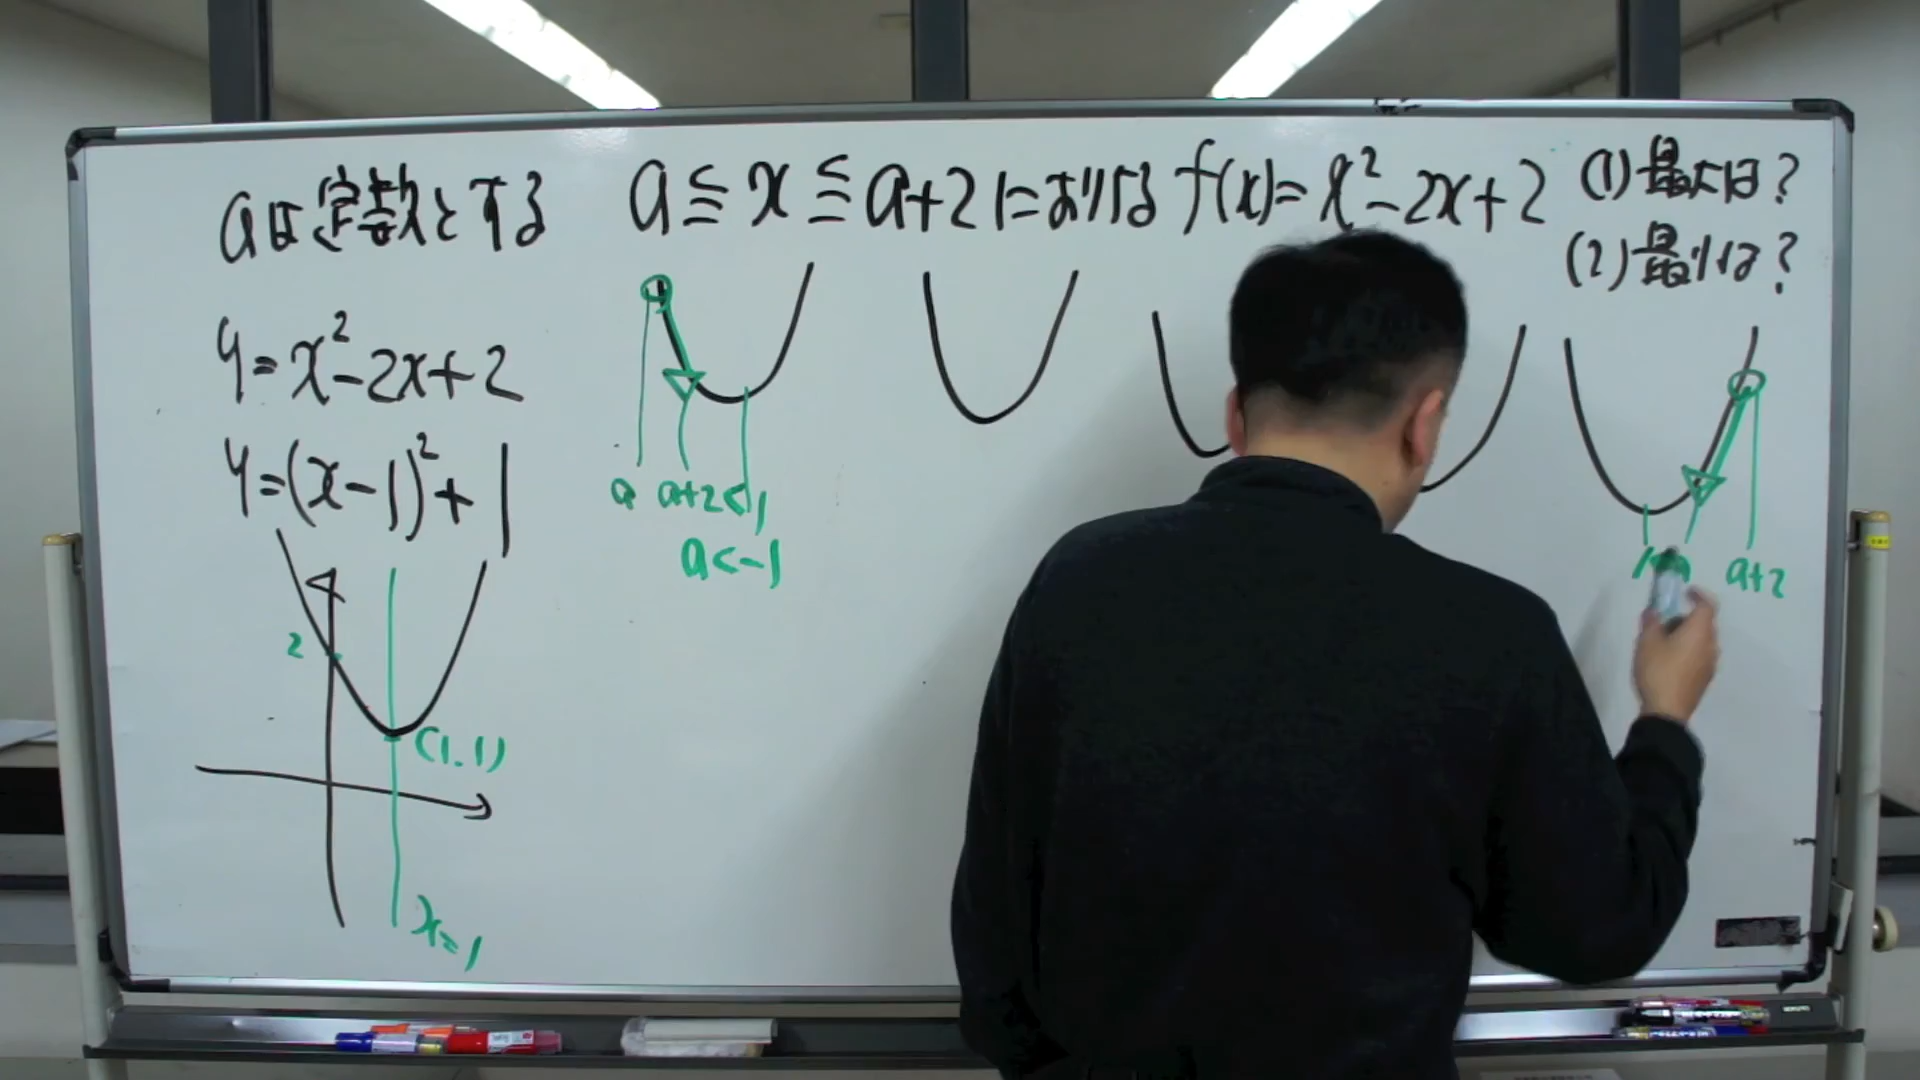 aは定数とする
a≦x≦a+2における f(x)=x²-2x+2
(1)最大は?
(2)最小は?
y=x²-2x+2
y=(x-1)²+1
2
(1.1)
x=1
a a+2<1
a<-1
a+2